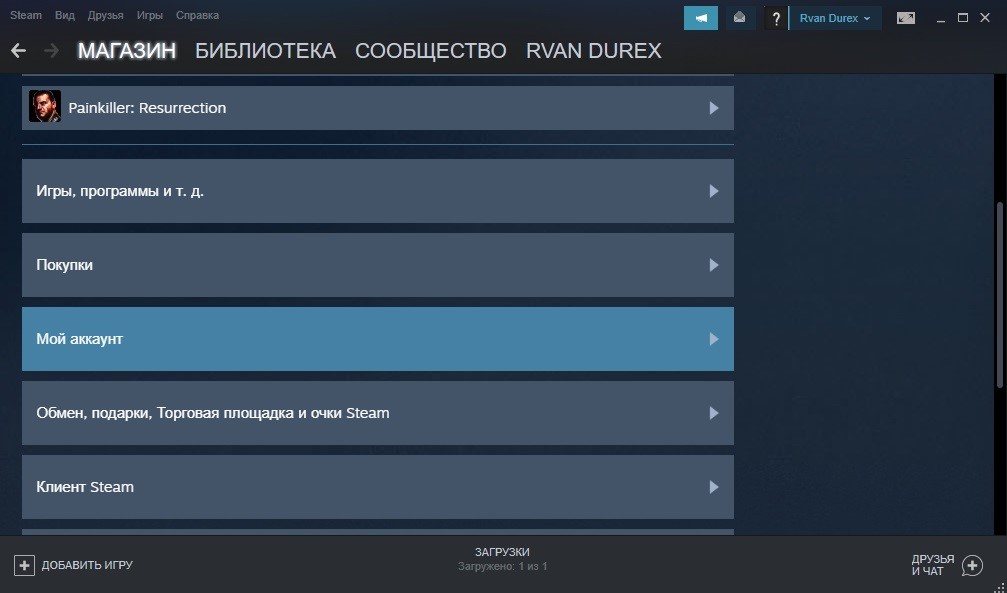 Steam Вид Друзья Игры Справка
? Rvan Durex
МАГАЗИН БИБЛИОТЕКА СООБЩЕСТВО RVAN DUREX
Painkiller: Resurrection
Игры, программы и т. д.
Покупки
Мой аккаунт
Обмен, подарки, Торговая площадка и очки Steam
Клиент Steam
ДОБАВИТЬ ИГРУ
ЗАГРУЗКИ
Загружено: 1 из 1
ДРУЗЬЯ
И ЧАТ